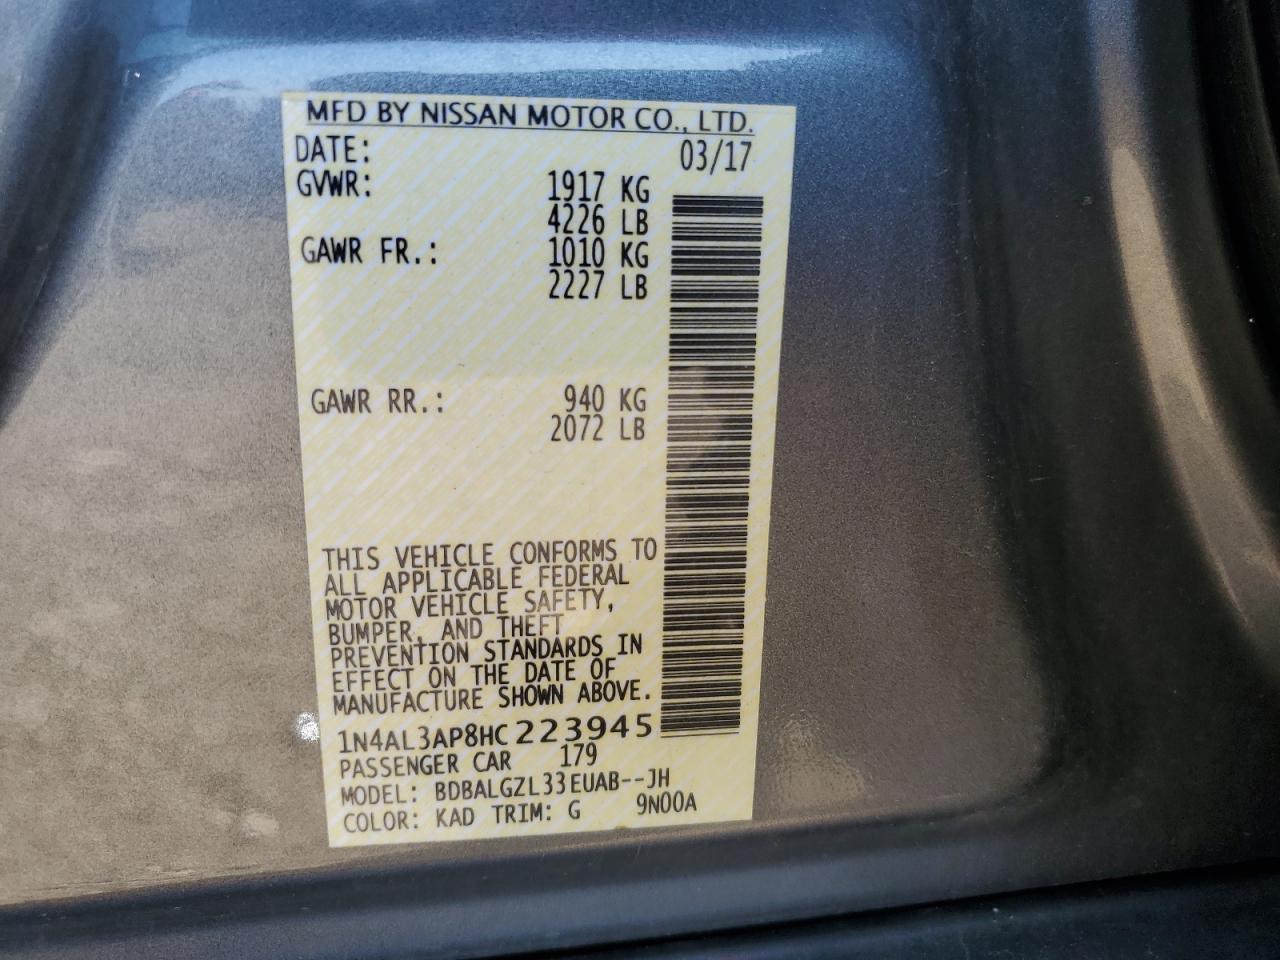 MFD BY NISSAN MOTOR CO., LTD.
DATE: 03/17
GVWR: 1917 KG
4226 LB
GAWR FR.: 1010 KG
2227 LB
GAWR RR.: 940 KG
2072 LB
THIS VEHICLE CONFORMS TO
ALL APPLICABLE FEDERAL
MOTOR VEHICLE SAFETY,
BUMPER, AND THEFT
PREVENTION STANDARDS IN
EFFECT ON THE DATE OF
MANUFACTURE SHOWN ABOVE.
1N4AL3AP8HC223945
PASSENGER CAR 179
MODEL: BDBALGZL33EUAB--JH
COLOR: KAD TRIM: G 9N00A